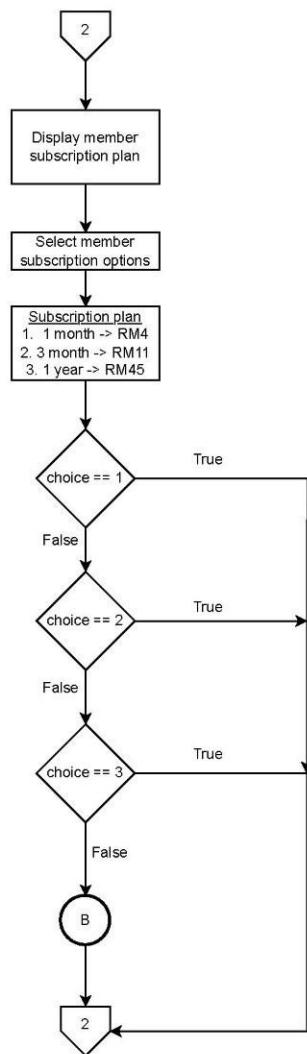 2
Display member
subscription plan
Select member
subscription options
Subscription plan
1. 1 month -> RM4
2. 3 month -> RM11
3. 1 year -> RM45
choice == 1
True
False
choice == 2
True
False
choice == 3
True
False
B
2